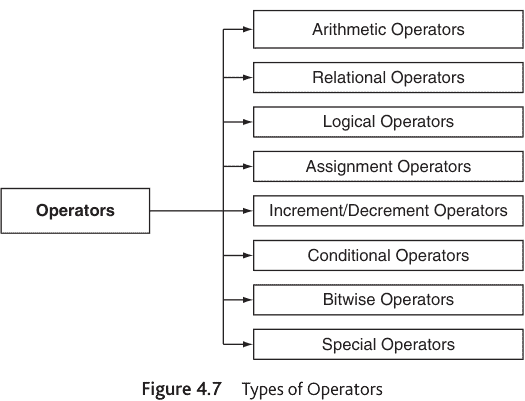 Operators
Arithmetic Operators
Relational Operators
Logical Operators
Assignment Operators
Increment/Decrement Operators
Conditional Operators
Bitwise Operators
Special Operators
Figure 4.7 Types of Operators